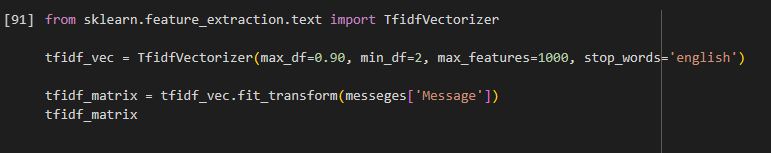 [91] from sklearn.feature_extraction.text import TfidfVectorizer
tfidf_vec = TfidfVectorizer(max_df=0.90, min_df=2, max_features=1000, stop_words='english')
tfidf_matrix = tfidf_vec.fit_transform(messeges['Message'])
tfidf_matrix